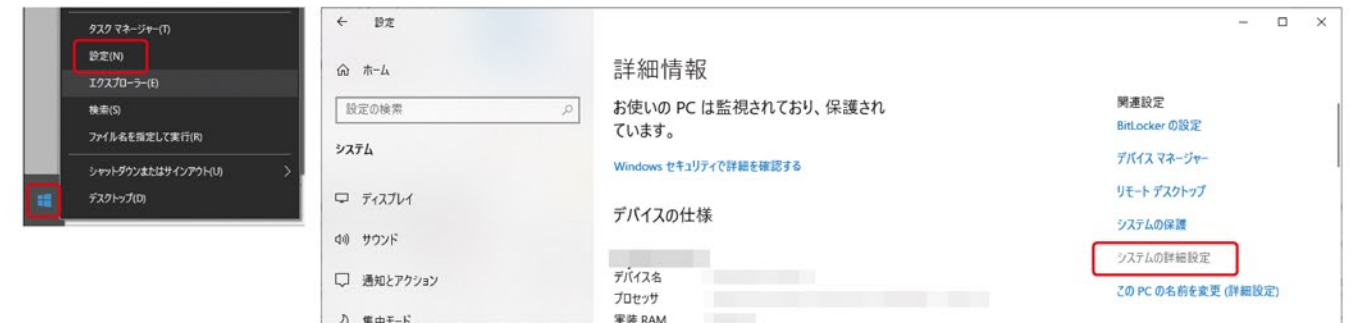 タスク マネージャー(T)
設定(N)
エクスプローラー(E)
検索(S)
ファイル名を指定して実行(R)
シャットダウンまたはサインアウト(U)
デスクトップ(D)
設定
ホーム
設定の検索
システム
ディスプレイ
サウンド
通知とアクション
集中モード
詳細情報
お使いの PC は監視されており、保護され
ています。
Windows セキュリティで詳細を確認する
デバイスの仕様
デバイス名
プロセッサ
実装 RAM
関連設定
BitLocker の設定
デバイス マネージャー
リモート デスクトップ
システムの保護
システムの詳細設定
この PC の名前を変更 (詳細設定)